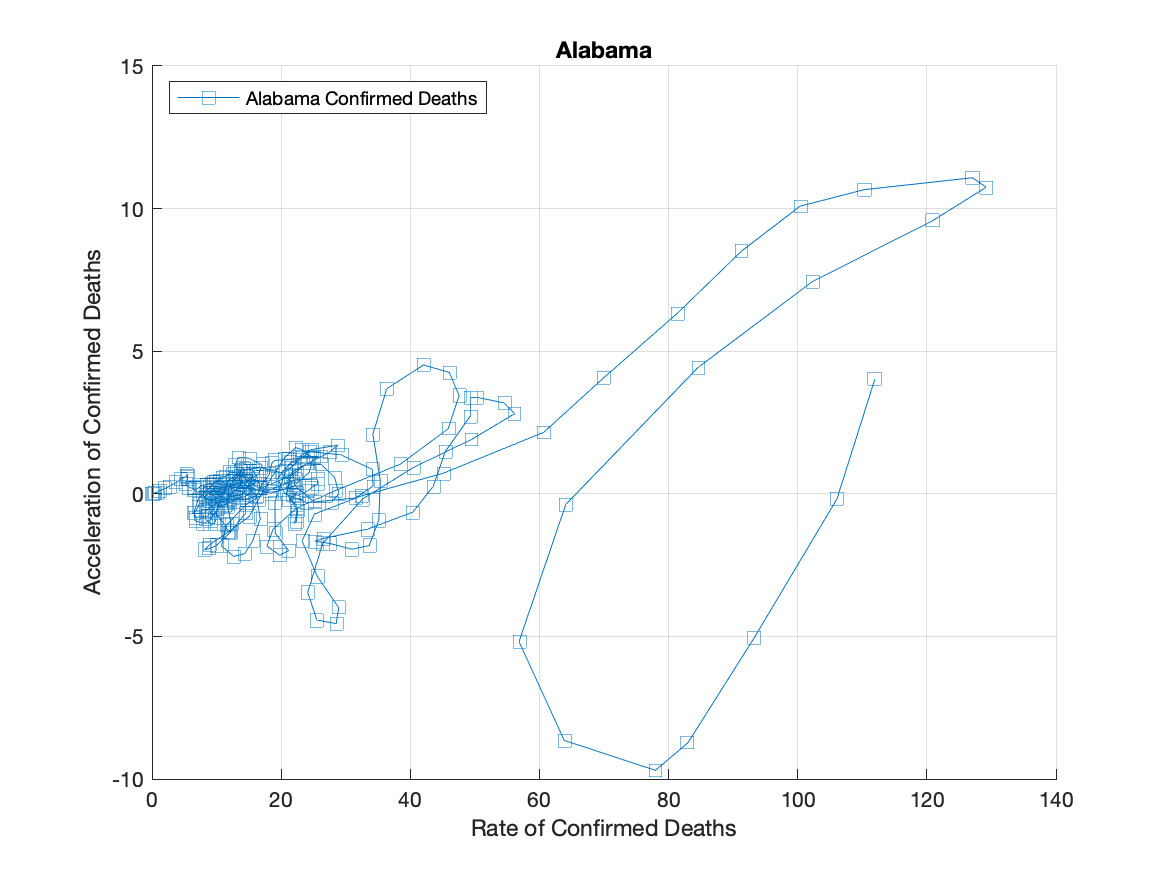 Alabama
Alabama Confirmed Deaths
15
10
5
0
-5
-10
Acceleration of Confirmed Deaths
0 20 40 60 80 100 120 140
Rate of Confirmed Deaths